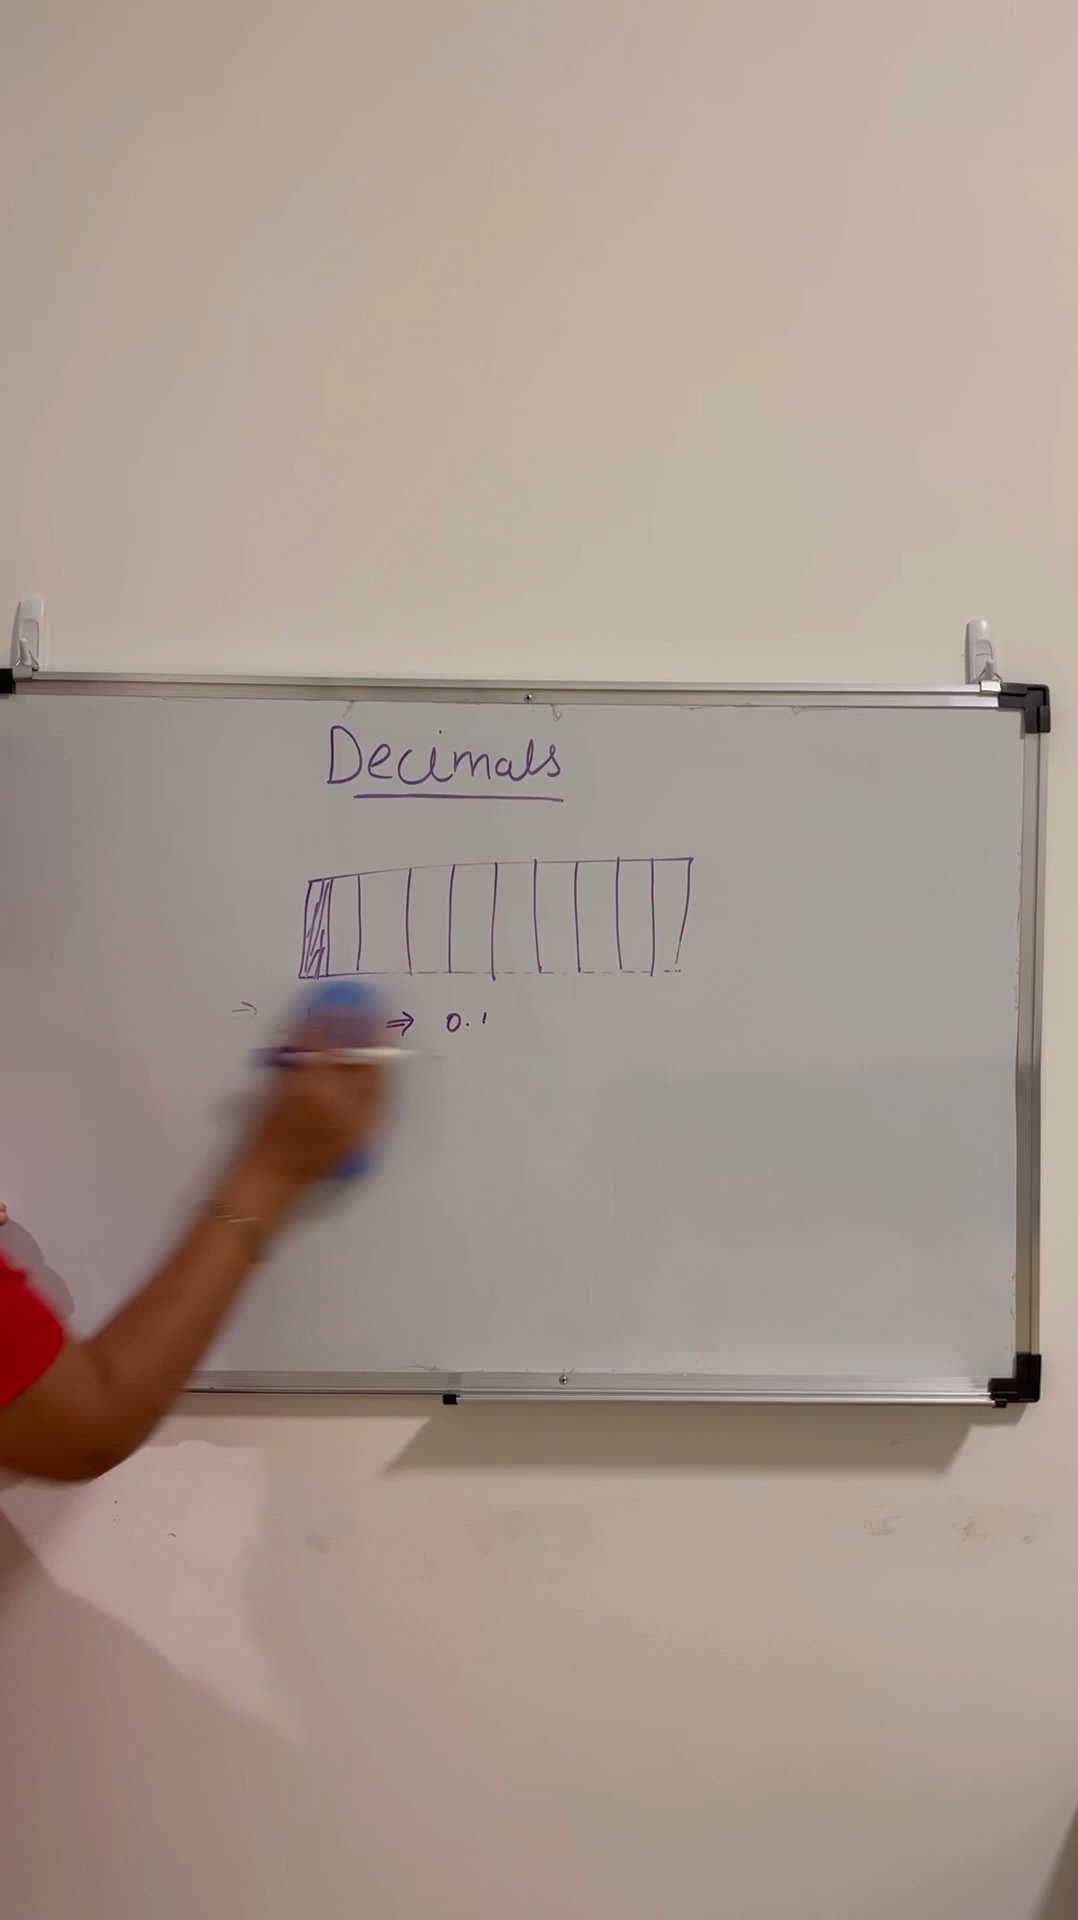 Decimals
⇒ ⇒ 0.1